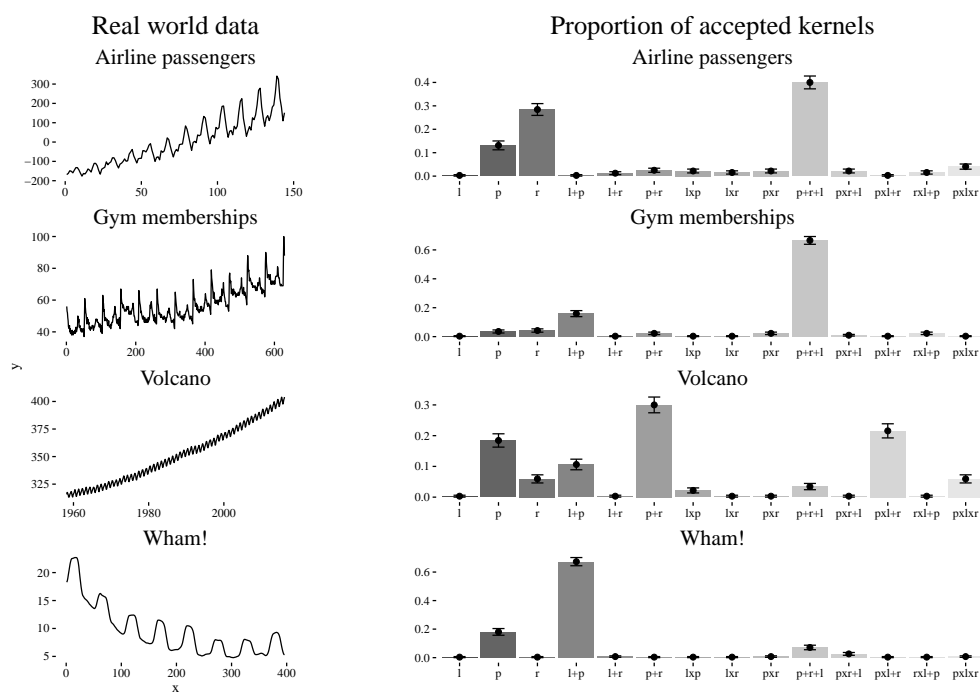 Real world data
Proportion of accepted kernels
Airline passengers
300
200
100
0
−100
−200
0 50 100 150
Airline passengers
0.4
0.3
0.2
0.1
0.0
l p r l+p l+r p+r lxp lxr pxr p+r+l pxr+l pxl+r rxl+p pxlxr
Gym memberships
100
80
60
40
0 200 400 600
Gym memberships
0.6
0.4
0.2
0.0
l p r l+p l+r p+r lxp lxr pxr p+r+l pxr+l pxl+r rxl+p pxlxr
y
Volcano
400
375
350
325
1960 1980 2000
Volcano
0.3
0.2
0.1
0.0
l p r l+p l+r p+r lxp lxr pxr p+r+l pxr+l pxl+r rxl+p pxlxr
Wham!
20
15
10
5
0 100 200 300 400
x
Wham!
0.6
0.4
0.2
0.0
l p r l+p l+r p+r lxp lxr pxr p+r+l pxr+l pxl+r rxl+p pxlxr